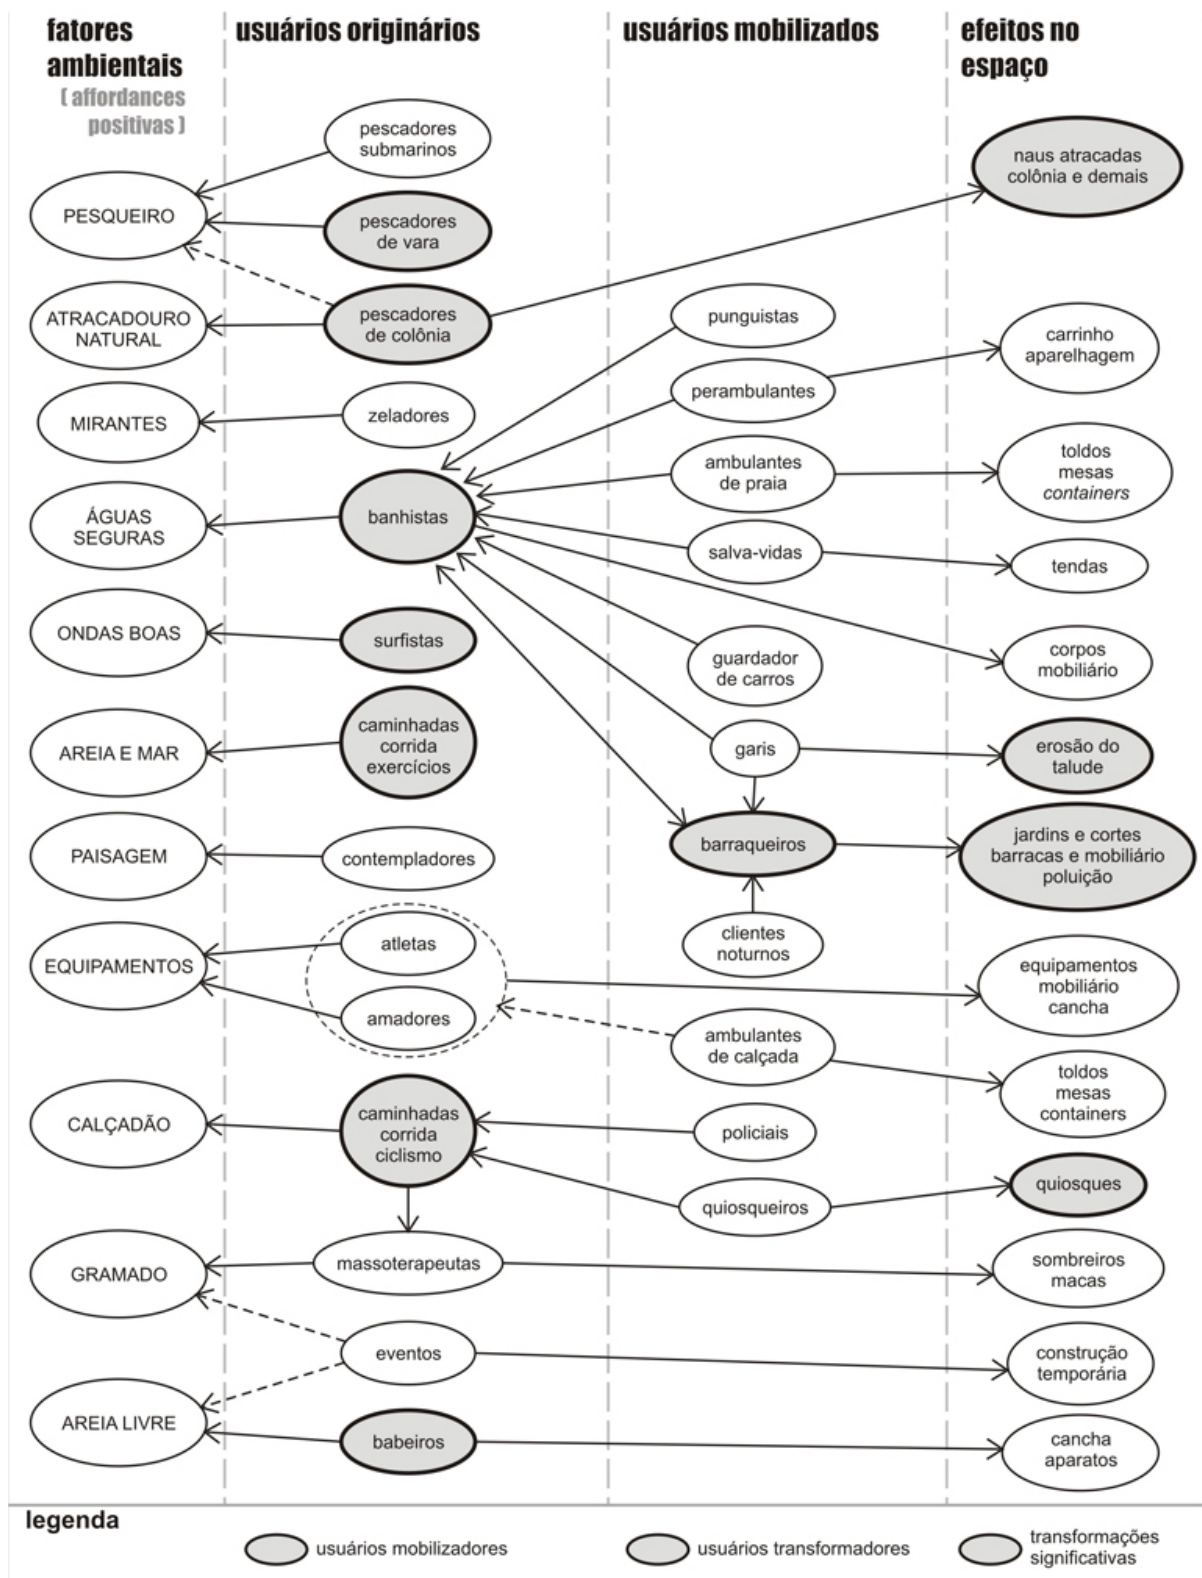 fatores
ambientais
( affordances
positivas )
usuários originários
usuários mobilizados
efeitos no
espaço
PESQUEIRO
ATRACADOURO
NATURAL
MIRANTES
ÁGUAS
SEGURAS
ONDAS BOAS
AREIA E MAR
PAISAGEM
EQUIPAMENTOS
CALÇADÃO
GRAMADO
AREIA LIVRE
pescadores
submarinos
pescadores
de vara
pescadores
de colônia
zeladores
banhistas
surfistas
caminhadas
corrida
exercícios
contempladores
atletas
amadores
caminhadas
corrida
ciclismo
massoterapeutas
eventos
babeiros
punguistas
perambulantes
ambulantes
de praia
salva-vidas
guardador
de carros
garis
barraqueiros
clientes
noturnos
ambulantes
de calçada
policiais
quiosqueiros
naus atracadas
colônia e demais
carrinho
aparelhagem
toldos
mesas
containers
tendas
corpos
mobiliário
erosão do
talude
jardins e cortes
barracas e mobiliário
poluição
equipamentos
mobiliário
cancha
toldos
mesas
containers
quiosques
sombreiros
macas
construção
temporária
cancha
aparatos
legenda
usuários mobilizadores
usuários transformadores
transformações
significativas